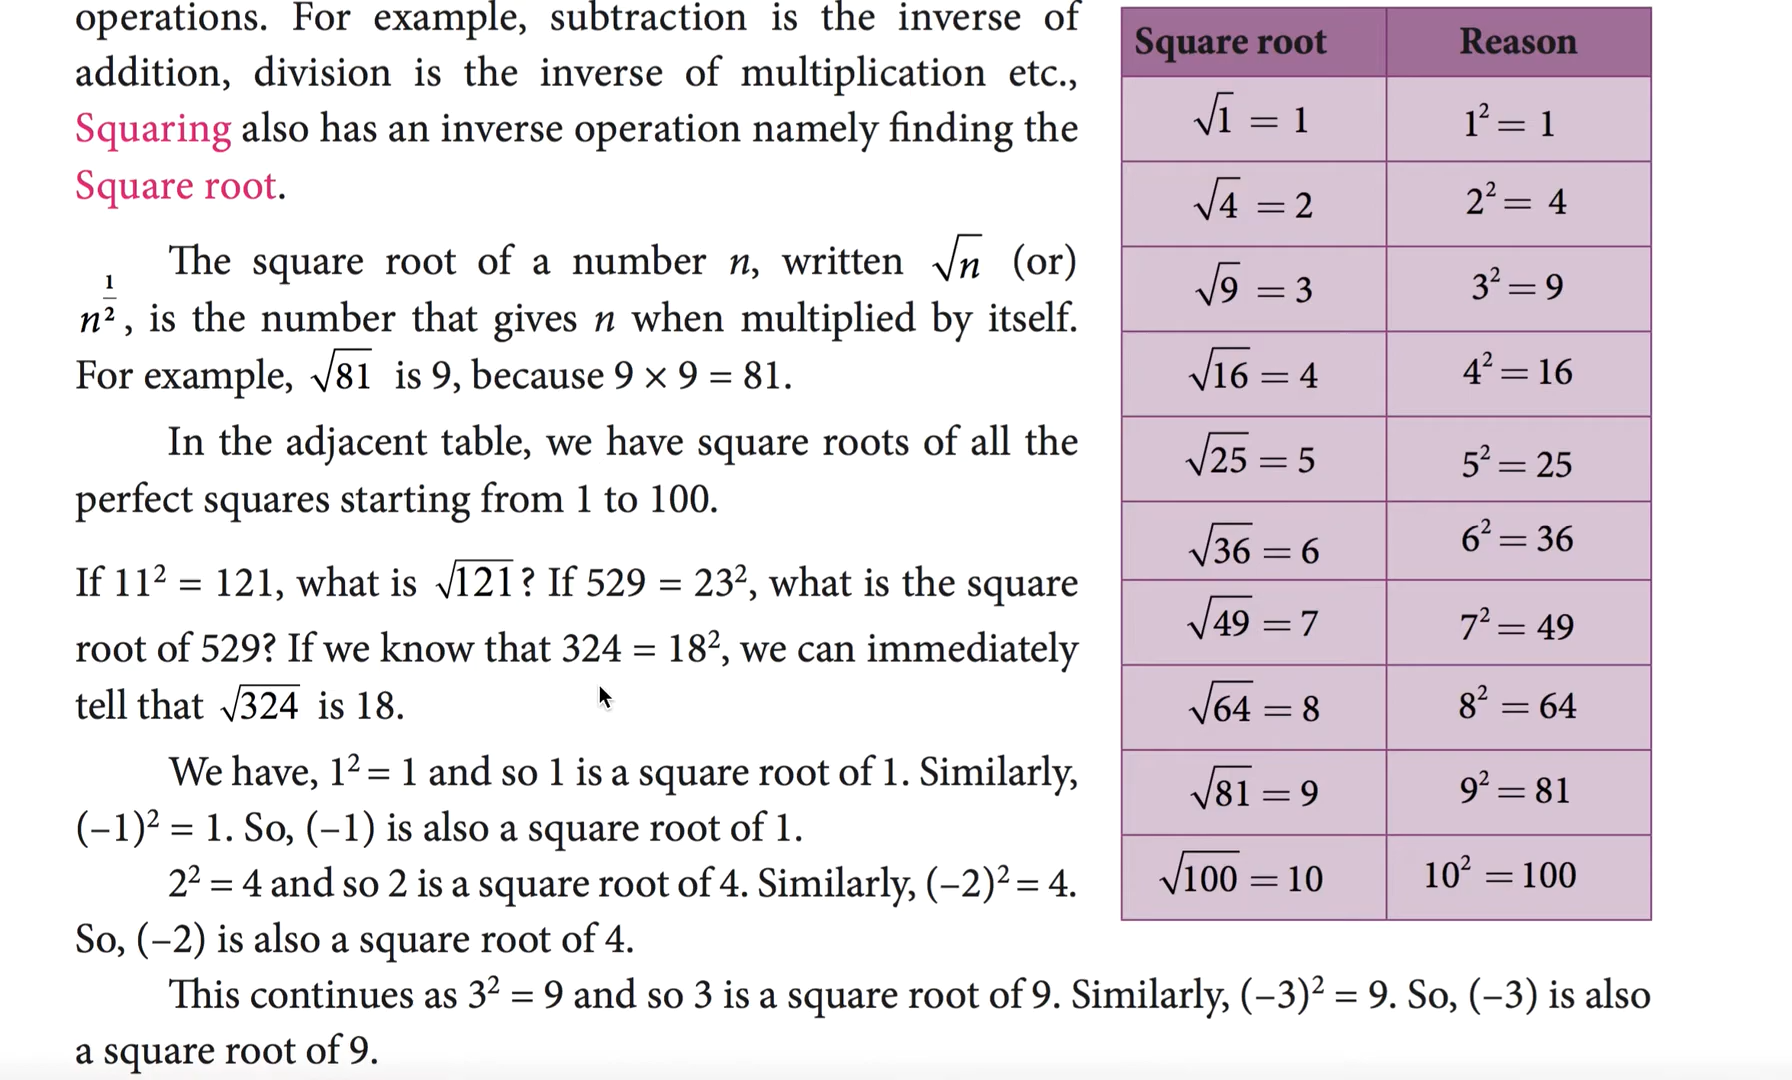 operations. For example, subtraction is the inverse of
addition, division is the inverse of multiplication etc.,
Squaring also has an inverse operation namely finding the
Square root.
The square root of a number n, written √n (or)
n^(1/2), is the number that gives n when multiplied by itself.
For example, √81 is 9, because 9 × 9 = 81.
In the adjacent table, we have square roots of all the
perfect squares starting from 1 to 100.
If 11² = 121, what is √121? If 529 = 23², what is the square
root of 529? If we know that 324 = 18², we can immediately
tell that √324 is 18.
We have, 1² = 1 and so 1 is a square root of 1. Similarly,
(−1)² = 1. So, (−1) is also a square root of 1.
2² = 4 and so 2 is a square root of 4. Similarly, (−2)² = 4.
So, (−2) is also a square root of 4.
Square root Reason
√1 = 1 1² = 1
√4 = 2 2² = 4
√9 = 3 3² = 9
√16 = 4 4² = 16
√25 = 5 5² = 25
√36 = 6 6² = 36
√49 = 7 7² = 49
√64 = 8 8² = 64
√81 = 9 9² = 81
√100 = 10 10² = 100
This continues as 3² = 9 and so 3 is a square root of 9. Similarly, (−3)² = 9. So, (−3) is also
a square root of 9.